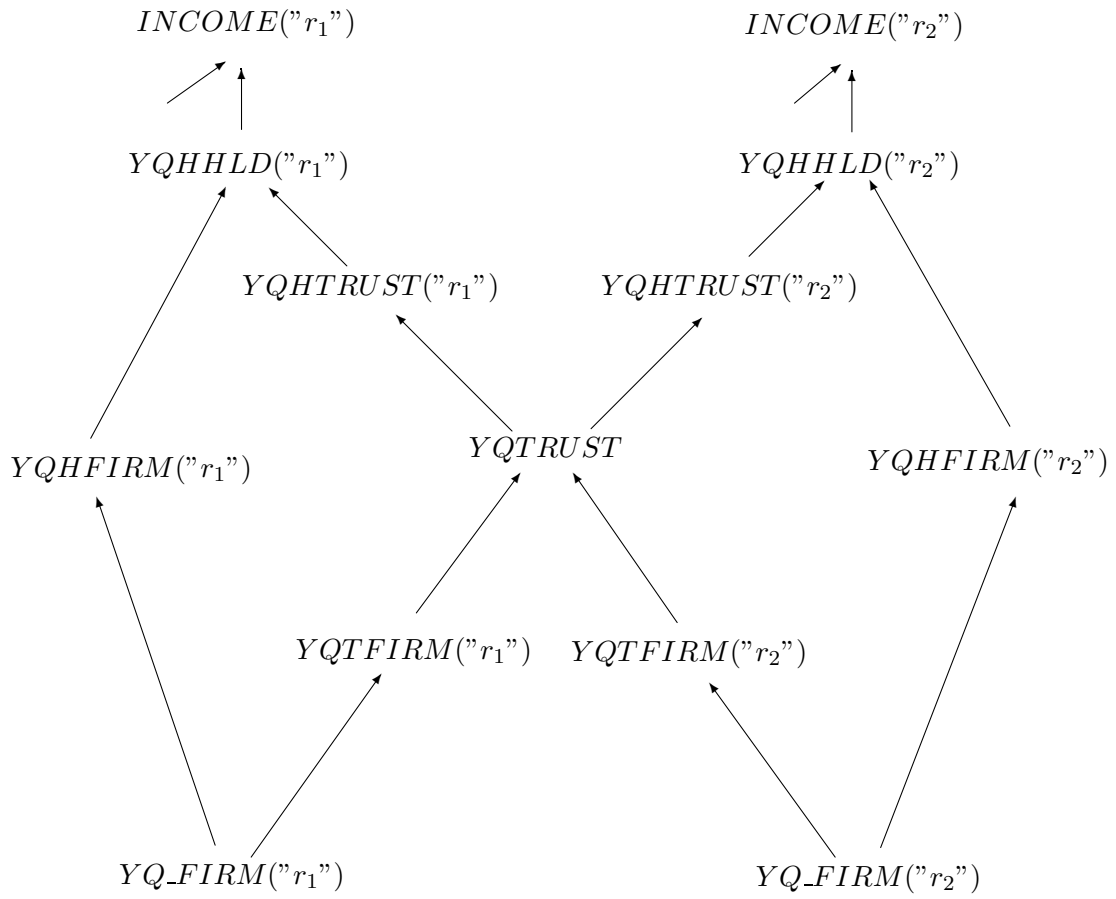 INCOME("r₁") INCOME("r₂")
YQHHLD("r₁") YQHHLD("r₂")
YQHTRUST("r₁") YQHTRUST("r₂")
YQTRUST
YQHFIRM("r₁") YQHFIRM("r₂")
YQTFIRM("r₁") YQTFIRM("r₂")
YQ_FIRM("r₁") YQ_FIRM("r₂")